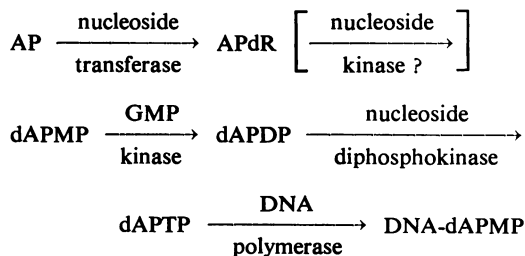 nucleoside nucleoside
AP APdR [ ]
transferase kinase ?
GMP nucleoside
dAPMP dAPDP
kinase diphosphokinase
DNA
dAPTP DNA-dAPMP
polymerase